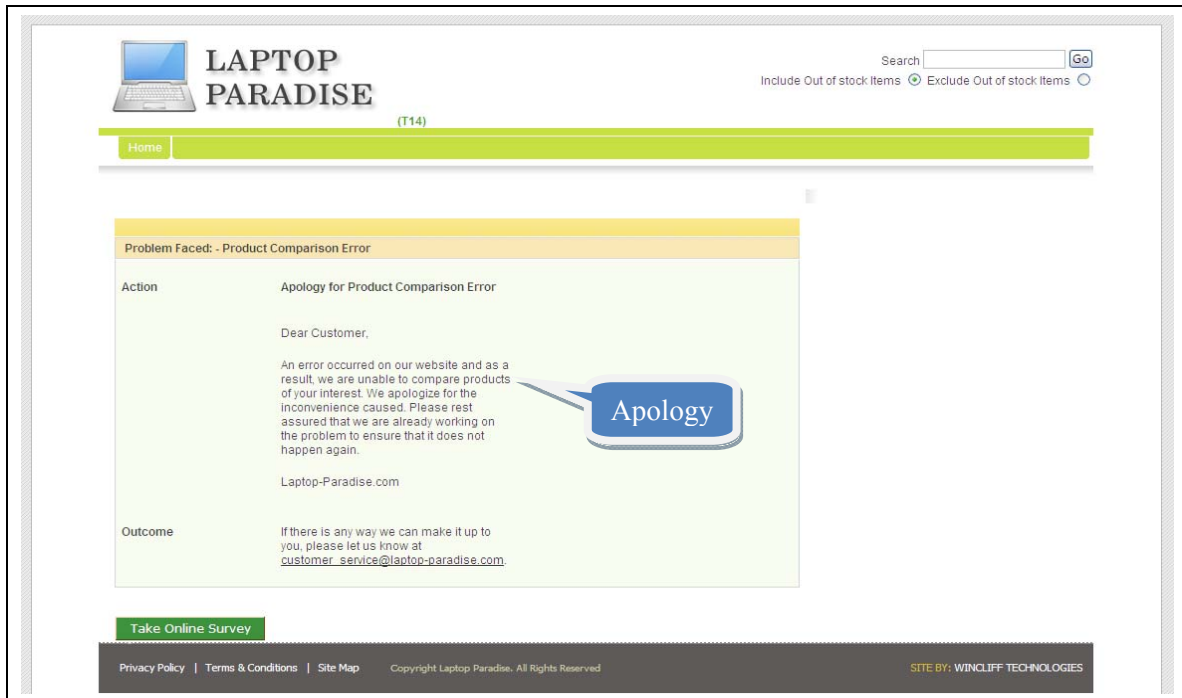 LAPTOP
PARADISE
(T14)
Search Go
Include Out of stock Items Exclude Out of stock Items
Home
Problem Faced: - Product Comparison Error
Action Apology for Product Comparison Error
Dear Customer,
An error occurred on our website and as a
result, we are unable to compare products
of your interest. We apologize for the
inconvenience caused. Please rest
assured that we are already working on
the problem to ensure that it does not
happen again.
Apology
Laptop-Paradise.com
Outcome If there is any way we can make it up to
you, please let us know at
customer_service@laptop-paradise.com.
Take Online Survey
Privacy Policy | Terms & Conditions | Site Map Copyright Laptop Paradise. All Rights Reserved SITE BY: WINCLIFF TECHNOLOGIES